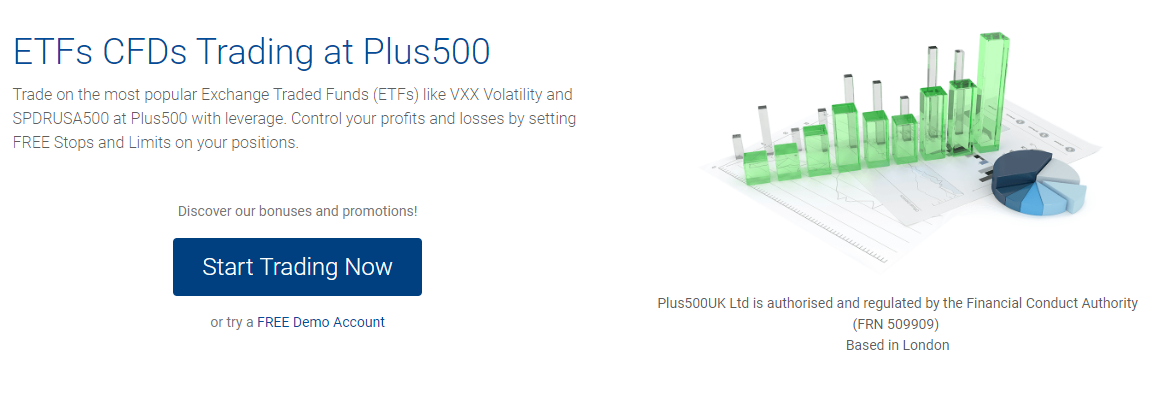 ETFs CFDs Trading at Plus500
Trade on the most popular Exchange Traded Funds (ETFs) like VXX Volatility and
SPDRUSA500 at Plus500 with leverage. Control your profits and losses by setting
FREE Stops and Limits on your positions.
Discover our bonuses and promotions!
Start Trading Now
or try a FREE Demo Account
Plus500UK Ltd is authorised and regulated by the Financial Conduct Authority
(FRN 509909)
Based in London